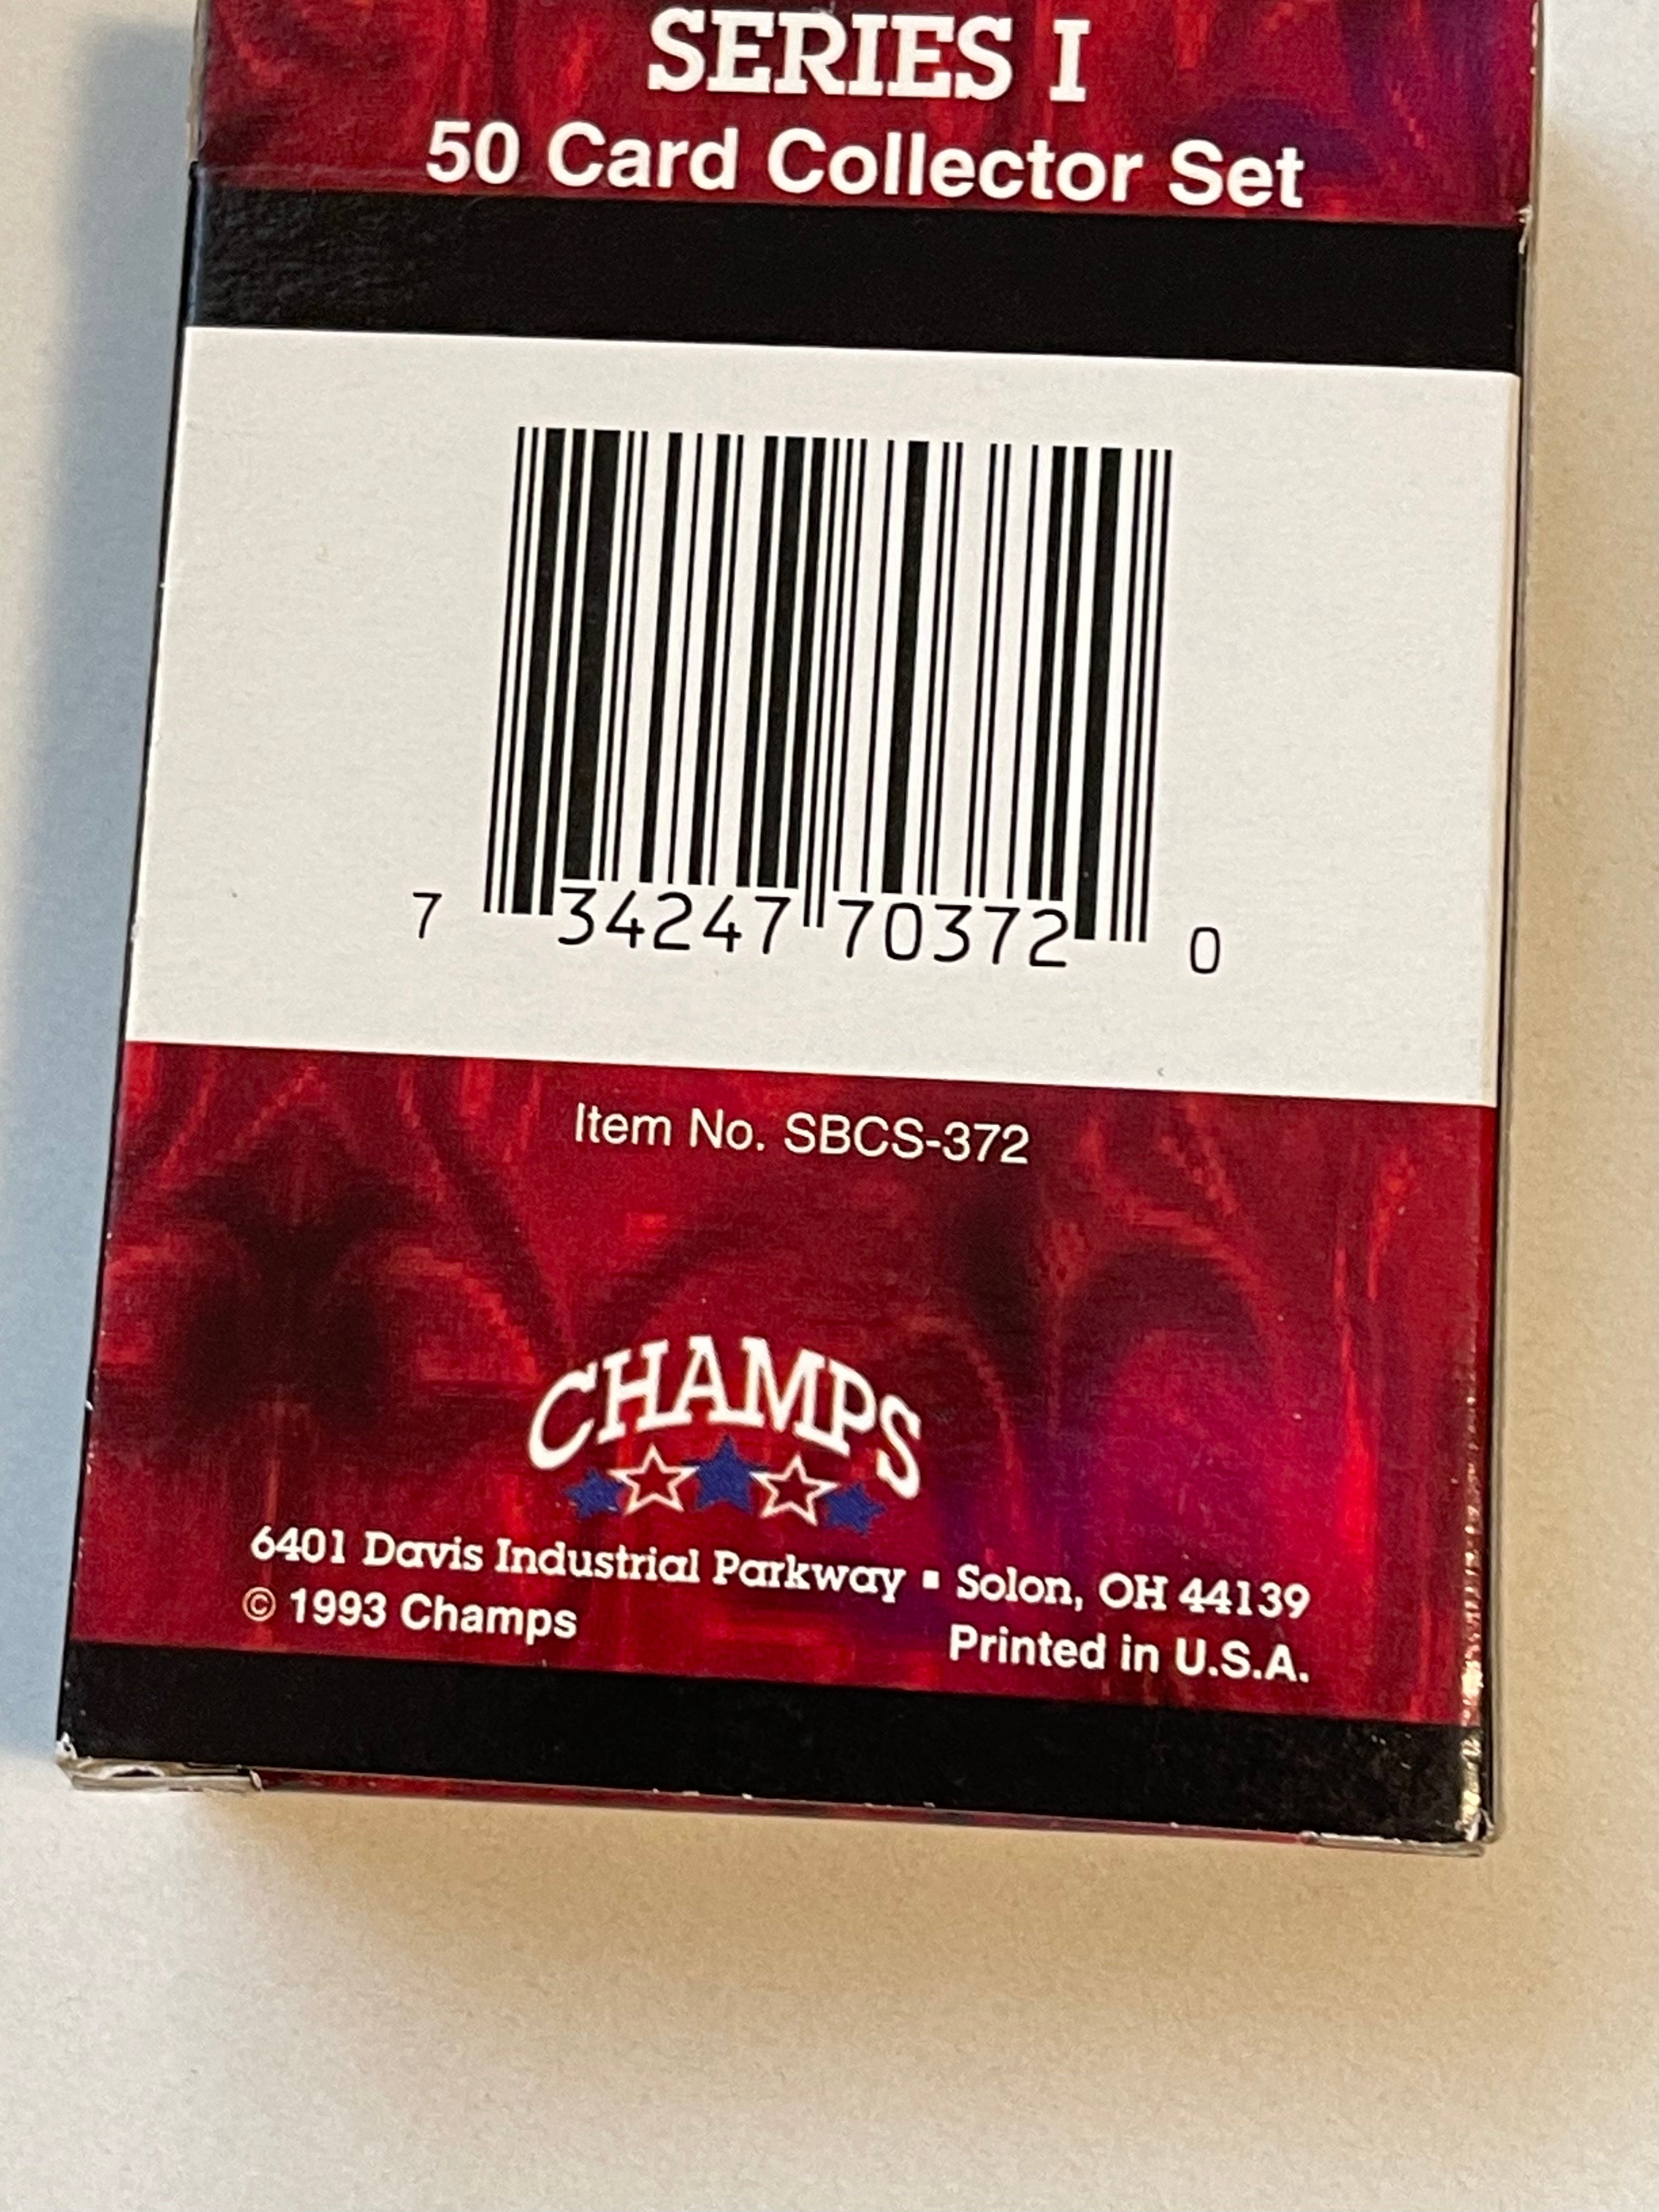 SERIES I
50 Card Collector Set
7 34247 70372 0
Item No. SBCS-372
CHAMPS
6401 Davis Industrial Parkway ▪ Solon, OH 44139
© 1993 Champs Printed in U.S.A.